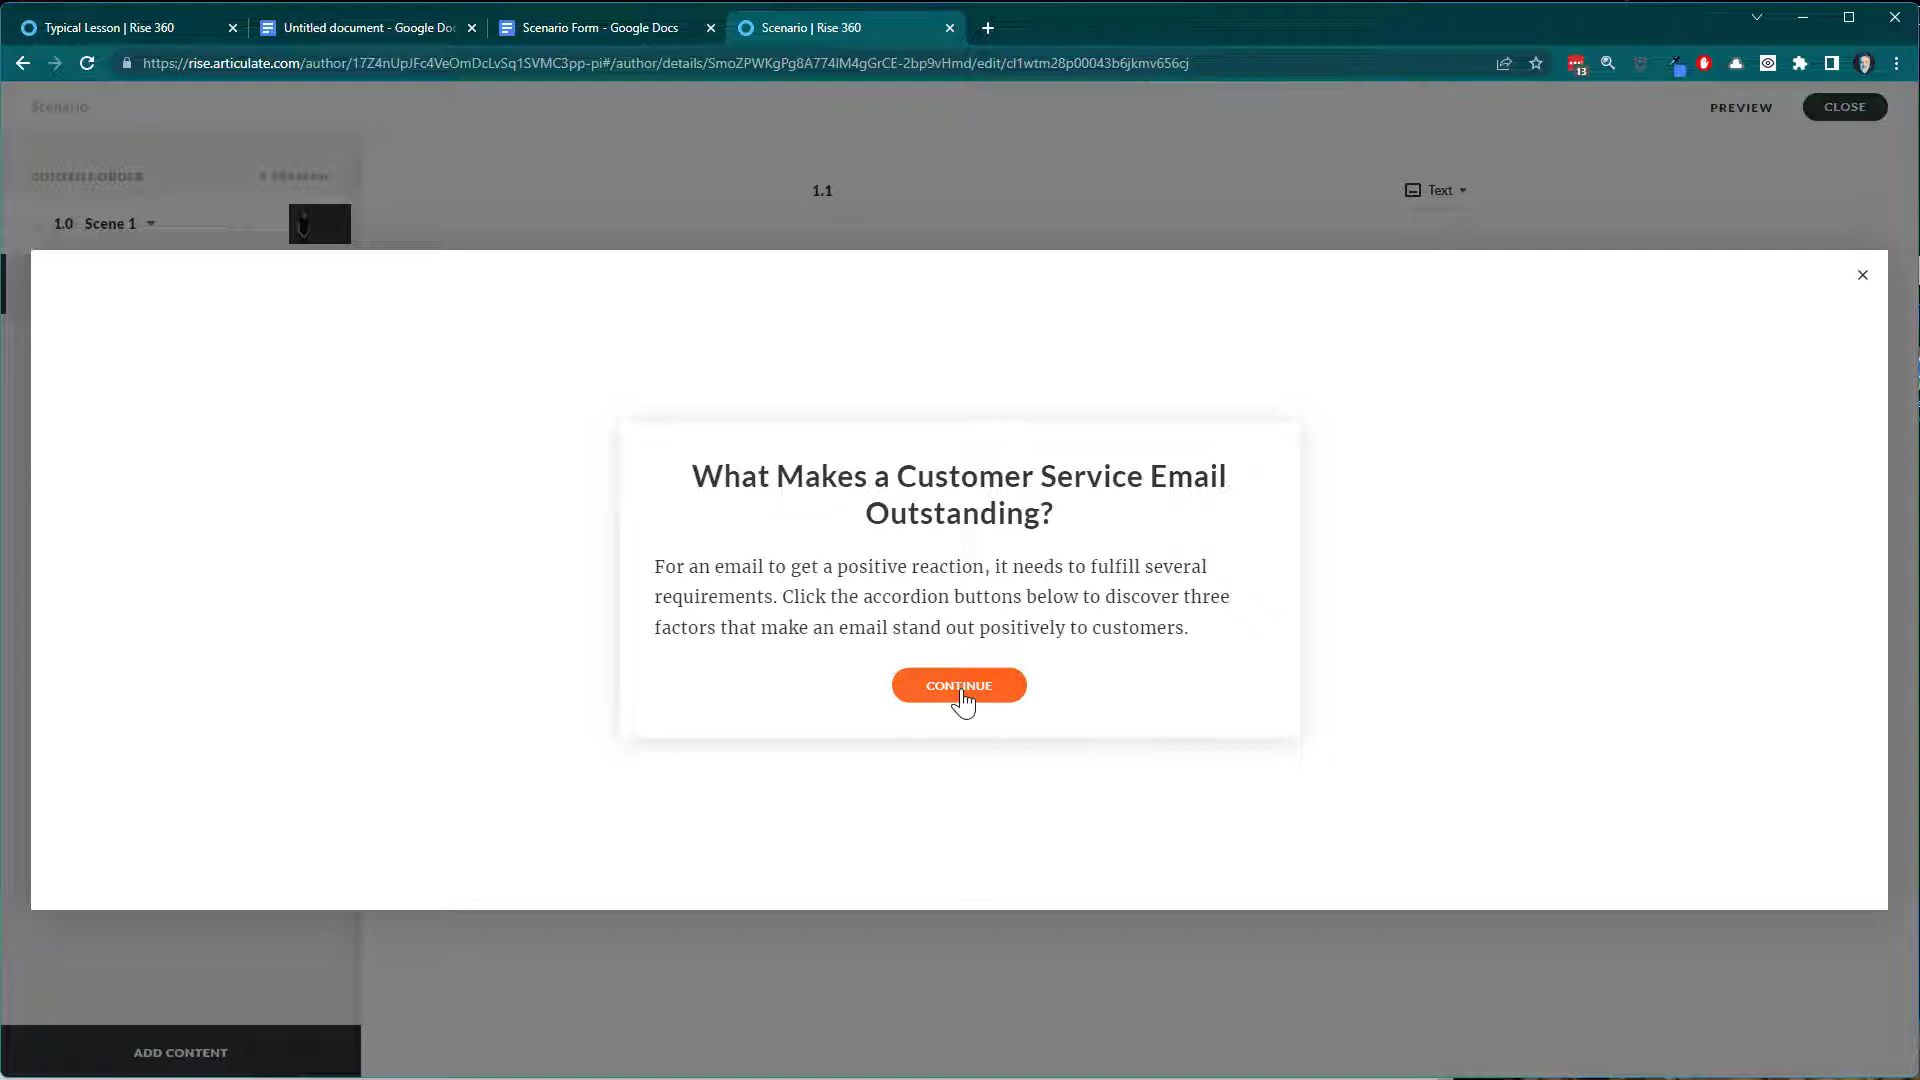 Typical Lesson | Rise 360
Untitled document - Google Doc
Scenario Form - Google Docs
Scenario | Rise 360
https://rise.articulate.com/author/17Z4nUpJFc4VeOmDcLvSq1SVMC3pp-pi#/author/details/SmoZPWKgPg8A774IM4gGrCE-2bp9vHmd/edit/cl1wtm28p00043b6jkmv656cj
13
Scenario
PREVIEW
CLOSE
CONTENT ORDER
1.1
Text
1.0 Scene 1
What Makes a Customer Service Email
Outstanding?
For an email to get a positive reaction, it needs to fulfill several
requirements. Click the accordion buttons below to discover three
factors that make an email stand out positively to customers.
CONTINUE
ADD CONTENT